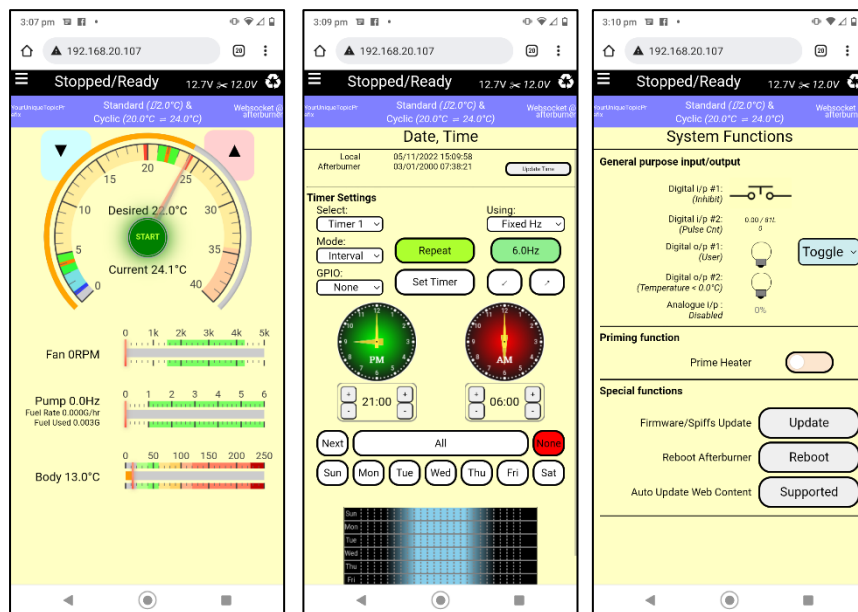 3:07 pm
192.168.20.107
20
Stopped/Ready
12.7V 12.0V
YourUniqueTopicPr
efix
Standard (2.0°C) &
Cyclic (20.0°C ⇌ 24.0°C)
Websocket @
afterburner
▼
▲
0
5
10
15
20
25
30
35
40
Desired 22.0°C
START
Current 24.1°C
0 1k 2k 3k 4k 5k
Fan 0RPM
0 1 2 3 4 5 6
Pump 0.0Hz
Fuel Rate 0.000G/hr
Fuel Used 0.003G
0 50 100 150 200 250
Body 13.0°C
3:09 pm
192.168.20.107
20
Stopped/Ready
12.7V 12.0V
YourUniqueTopicPr
efix
Standard (2.0°C) &
Cyclic (20.0°C ⇌ 24.0°C)
Websocket @
afterburner
Date, Time
Local 05/11/2022 15:09:58
Afterburner 03/01/2000 07:38:21
Update Time
Timer Settings
Select: Using:
Timer 1 Fixed Hz
Mode:
Interval Repeat 6.0Hz
GPIO:
None Set Timer
PM AM
+ 21:00 + + 06:00 +
- - - -
Next All None
Sun Mon Tue Wed Thu Fri Sat
Sun
Mon
Tue
Wed
Thu
Fri
3:10 pm
192.168.20.107
20
Stopped/Ready
12.7V 12.0V
YourUniqueTopicPr
efix
Standard (2.0°C) &
Cyclic (20.0°C ⇌ 24.0°C)
Websocket @
afterburner
System Functions
General purpose input/output
Digital i/p #1:
(Inhibit)
Digital i/p #2:
(Pulse Cnt)
0
Digital o/p #1:
(User)
Toggle
Digital o/p #2:
(Temperature < 0.0°C)
Analogue i/p :
Disabled
0%
Priming function
Prime Heater
Special functions
Firmware/Spiffs Update Update
Reboot Afterburner Reboot
Auto Update Web Content Supported